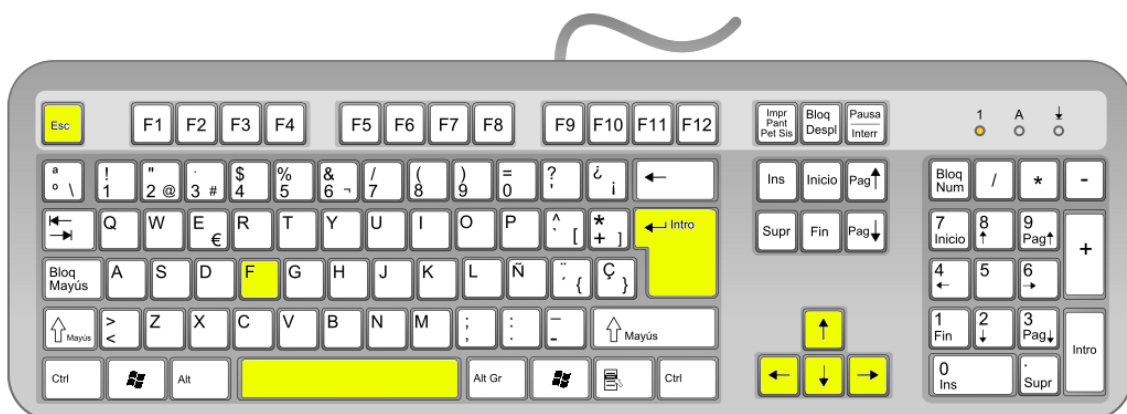 Esc F1 F2 F3 F4 F5 F6 F7 F8 F9 F10 F11 F12 Impr Pant Pet Sis Bloq Despl Pausa Interr 1 A
ª º \ ! 1 " 2 @ · 3 # $ 4 % 5 & 6 ¬ / 7 ( 8 ) 9 = 0 ? ' ¿ ¡ ← Ins Inicio Pag↑ Bloq Num / * -
Q W E € R T Y U I O P ^ ` [ * + ] Intro Supr Fin Pag↓ 7 Inicio 8 ↑ 9 Pag↑ +
Bloq Mayús A S D F G H J K L Ñ ¨ ´ { Ç } 4 ← 5 6 →
Mayús > < Z X C V B N M ; , : . _ - Mayús ↑ 1 Fin 2 ↓ 3 Pag↓ Intro
Ctrl Alt Alt Gr Ctrl ← ↓ → 0 Ins . Supr